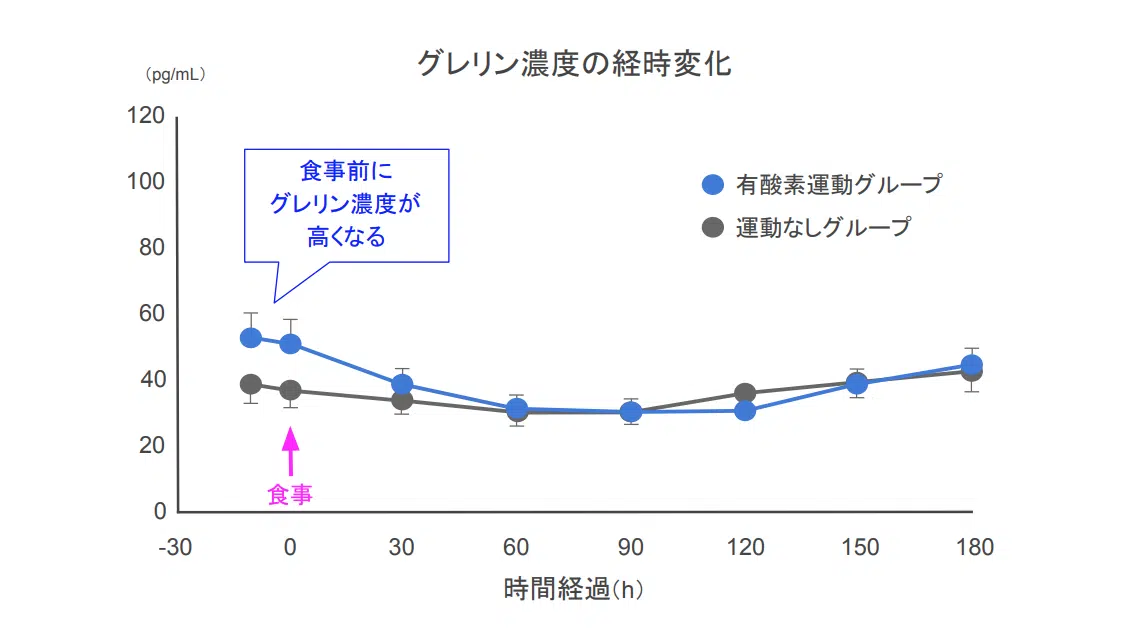 グレリン濃度の経時変化
（pg/mL）
120
100
80
60
40
20
0
食事前に
グレリン濃度が
高くなる
有酸素運動グループ
運動なしグループ
食事
-30 0 30 60 90 120 150 180
時間経過（h）